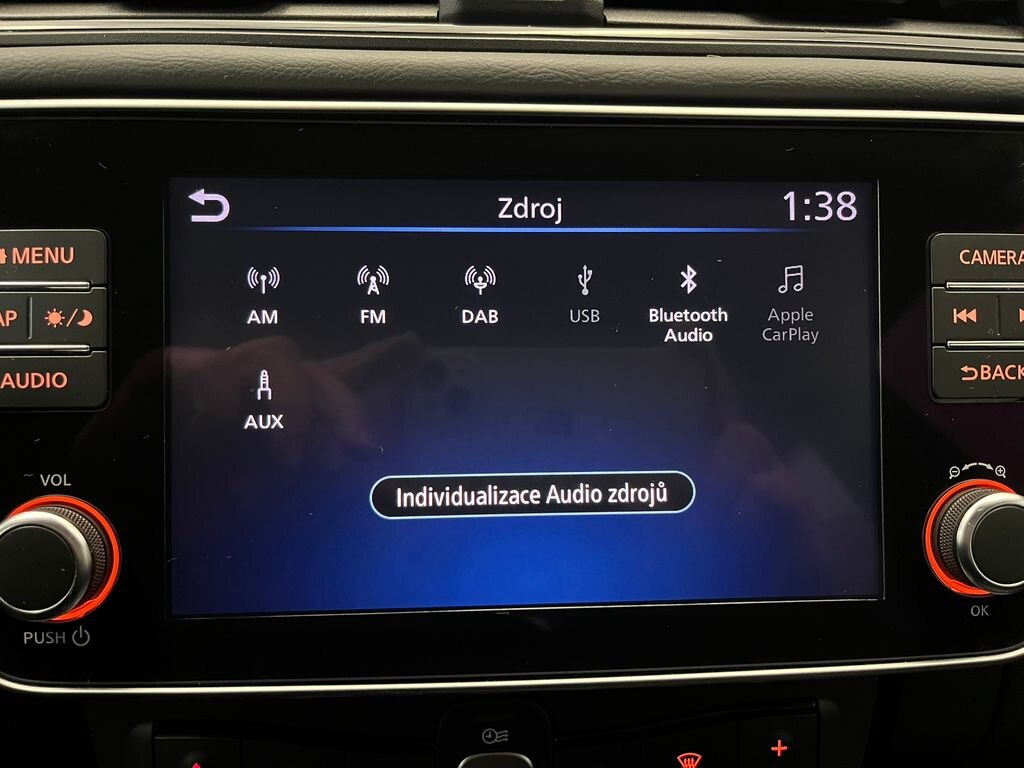 Zdroj
1:38
MENU
AP
AUDIO
VOL
PUSH
AM
FM
DAB
USB
Bluetooth
Audio
Apple
CarPlay
AUX
Individualizace Audio zdrojů
CAMERA
BACK
OK